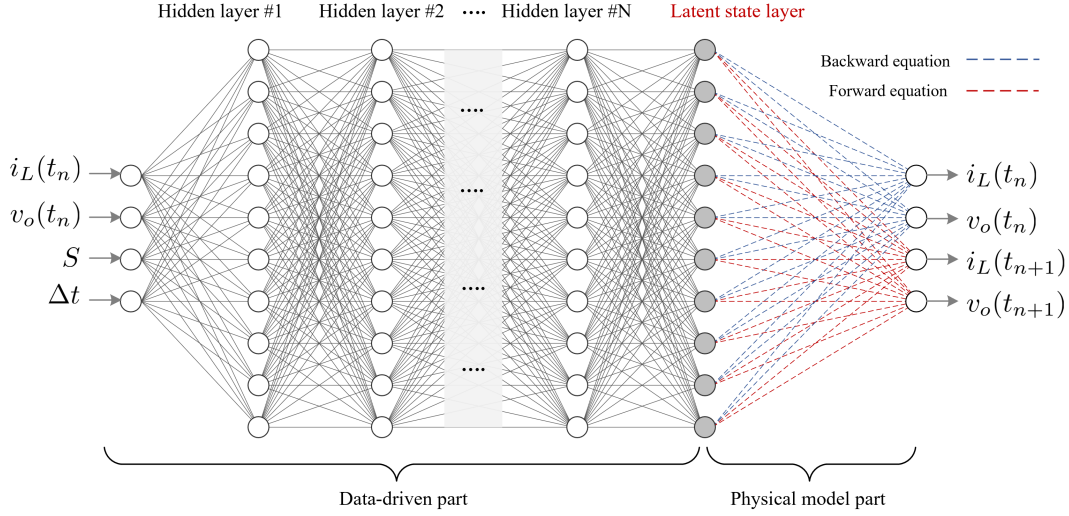 Hidden layer #1
Hidden layer #2
....
Hidden layer #N
Latent state layer
Backward equation
Forward equation
....
....
....
....
i_L(t_n)
v_o(t_n)
S
Δt
i_L(t_n)
v_o(t_n)
i_L(t_{n+1})
v_o(t_{n+1})
Data-driven part
Physical model part